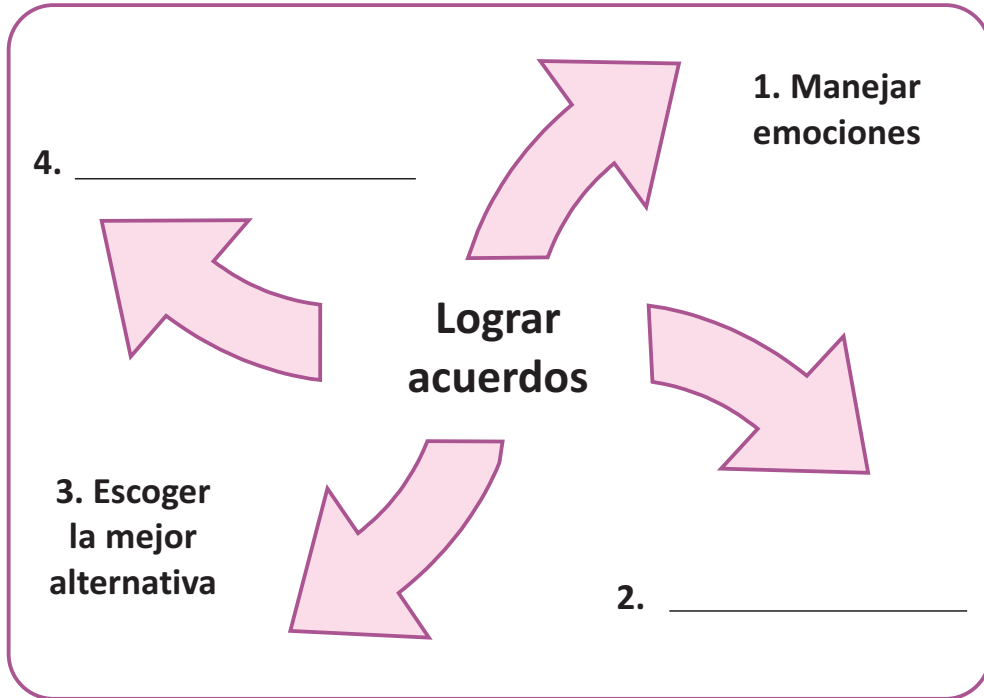 1. Manejar
emociones
4.
Lograr
acuerdos
3. Escoger
la mejor
alternativa
2.